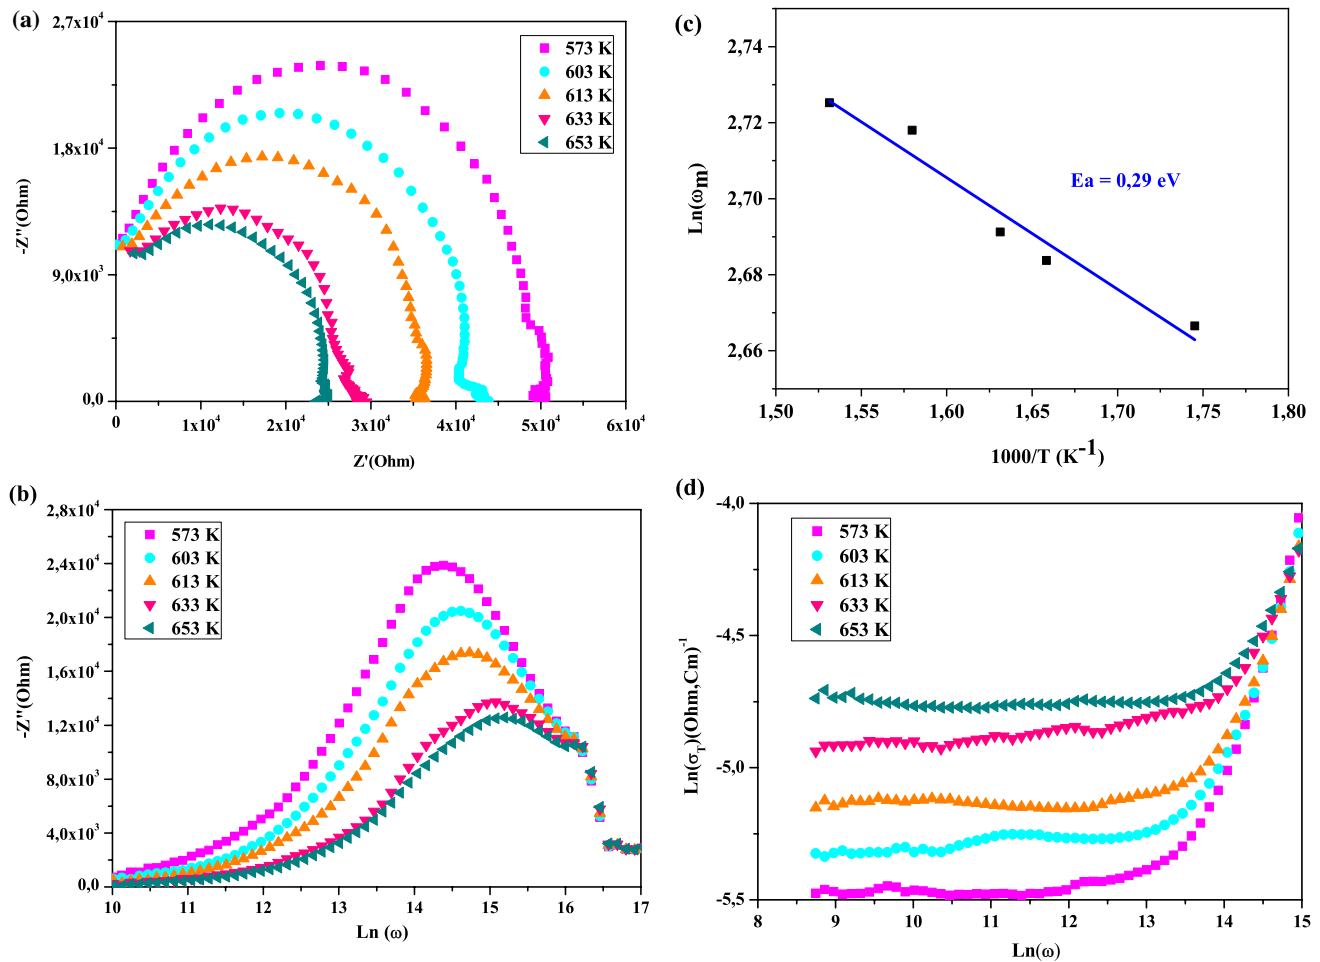 (a)
2,7x10⁴
1,8x10⁴
9,0x10³
0,0
-Z''(Ohm)
573 K
603 K
613 K
633 K
653 K
0 1x10⁴ 2x10⁴ 3x10⁴ 4x10⁴ 5x10⁴ 6x10⁴
Z'(Ohm)
(c)
2,74
2,72
2,70
2,68
2,66
Ln(ωm)
Ea = 0,29 eV
1,50 1,55 1,60 1,65 1,70 1,75 1,80
1000/T (K⁻¹)
(b)
2,8x10⁴
2,4x10⁴
2,0x10⁴
1,6x10⁴
1,2x10⁴
8,0x10³
4,0x10³
0,0
-Z''(Ohm)
573 K
603 K
613 K
633 K
653 K
10 11 12 13 14 15 16 17
Ln (ω)
(d)
-4,0
-4,5
-5,0
-5,5
Ln(σT)(Ohm,Cm)⁻¹
573 K
603 K
613 K
633 K
653 K
8 9 10 11 12 13 14 15
Ln(ω)